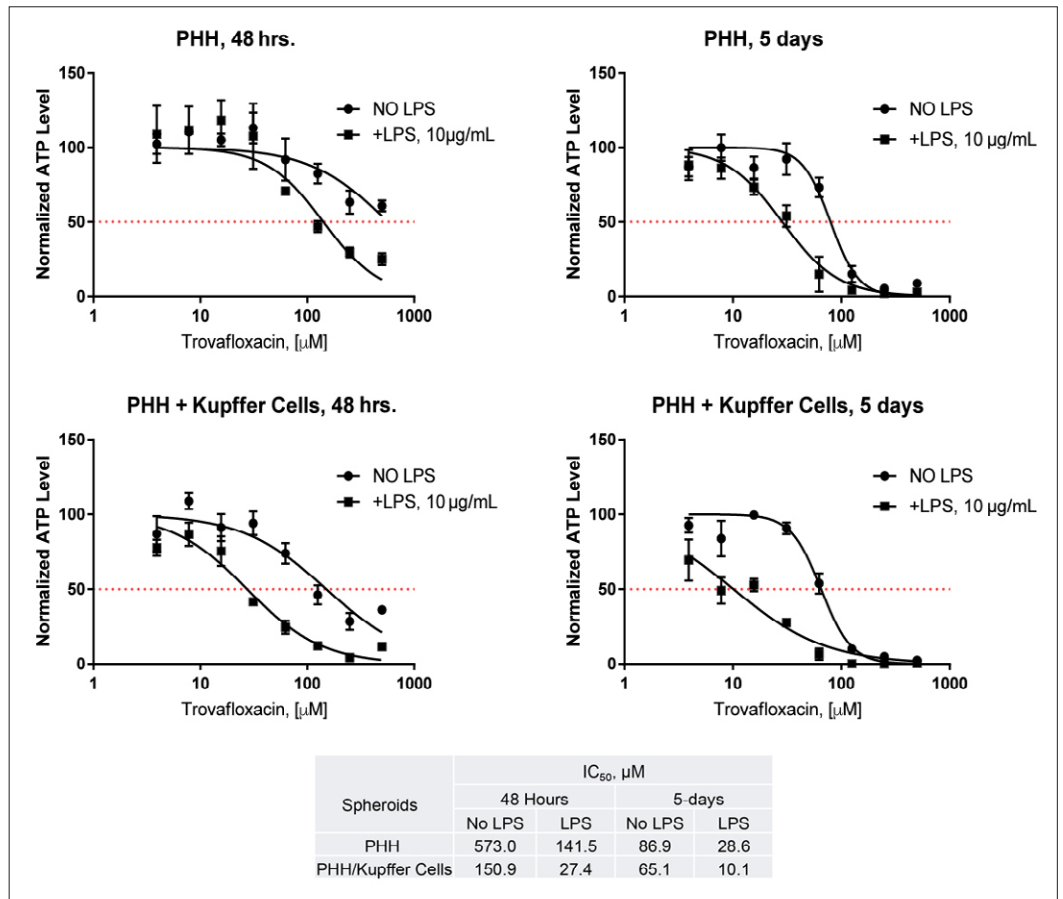 PHH, 48 hrs.
Normalized ATP Level
150
100
50
0
NO LPS
+LPS, 10µg/mL
1
10
100
1000
Trovafloxacin, [µM]
PHH, 5 days
Normalized ATP Level
150
100
50
0
NO LPS
+LPS, 10 µg/mL
1
10
100
1000
Trovafloxacin, [µM]
PHH + Kupffer Cells, 48 hrs.
Normalized ATP Level
150
100
50
0
NO LPS
+LPS, 10 µg/mL
1
10
100
1000
Trovafloxacin, [µM]
PHH + Kupffer Cells, 5 days
Normalized ATP Level
150
100
50
0
NO LPS
+LPS, 10 µg/mL
1
10
100
1000
Trovafloxacin, [µM]
Spheroids IC50, µM
48 Hours 5-days
No LPS LPS No LPS LPS
PHH 573.0 141.5 86.9 28.6
PHH/Kupffer Cells 150.9 27.4 65.1 10.1